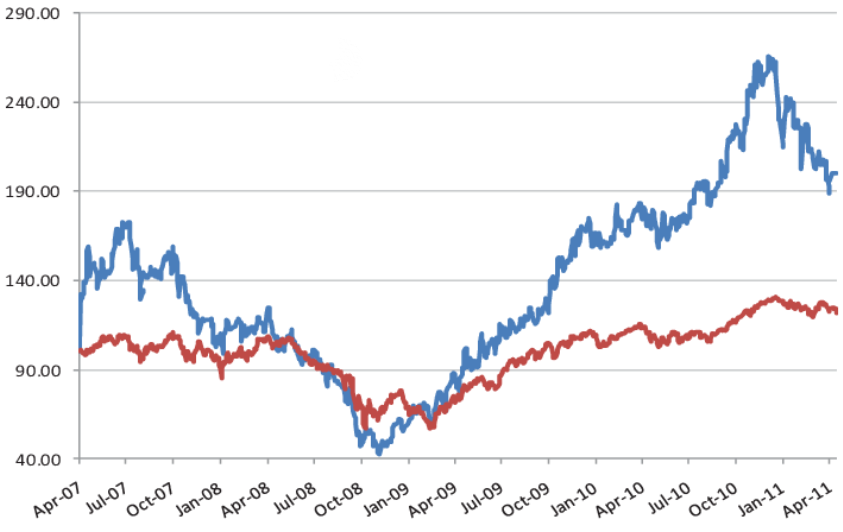 290.00
240.00
190.00
140.00
90.00
40.00
Apr-07
Jul-07
Oct-07
Jan-08
Apr-08
Jul-08
Oct-08
Jan-09
Apr-09
Jul-09
Oct-09
Jan-10
Apr-10
Jul-10
Oct-10
Jan-11
Apr-11